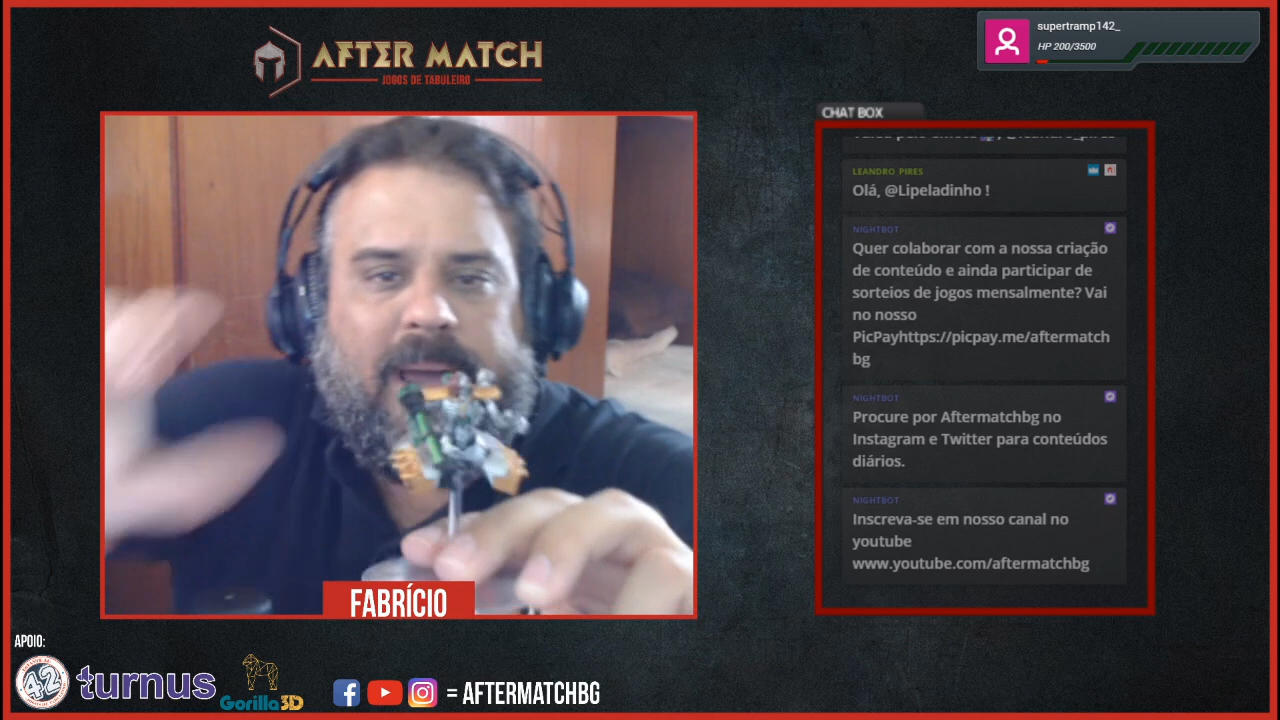 AFTER MATCH
JOGOS DE TABULEIRO
supertramp142_
HP 200/3500
CHAT BOX
LEANDRO_PIRES
Olá, @Lipeladinho !
NIGHTBOT
Quer colaborar com a nossa criação
de conteúdo e ainda participar de
sorteios de jogos mensalmente? Vai
no nosso
PicPayhttps://picpay.me/aftermatch
bg
NIGHTBOT
Procure por Aftermatchbg no
Instagram e Twitter para conteúdos
diários.
NIGHTBOT
Inscreva-se em nosso canal no
youtube
www.youtube.com/aftermatchbg
FABRÍCIO
APOIO:
42
turnus
Gorilla3D
= AFTERMATCHBG